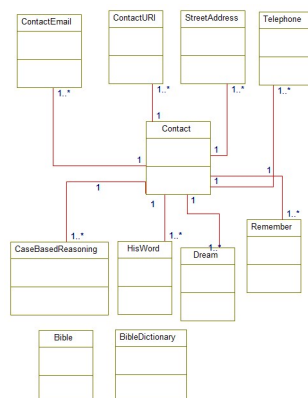 ContactEmail
ContactURI
StreetAddress
Telephone
1..*
1..*
1..*
1..*
1
Contact
1
1
1
1
1
1
1
1..*
1..*
1..*
1..*
CaseBasedReasoning
HisWord
Dream
Remember
Bible
BibleDictionary